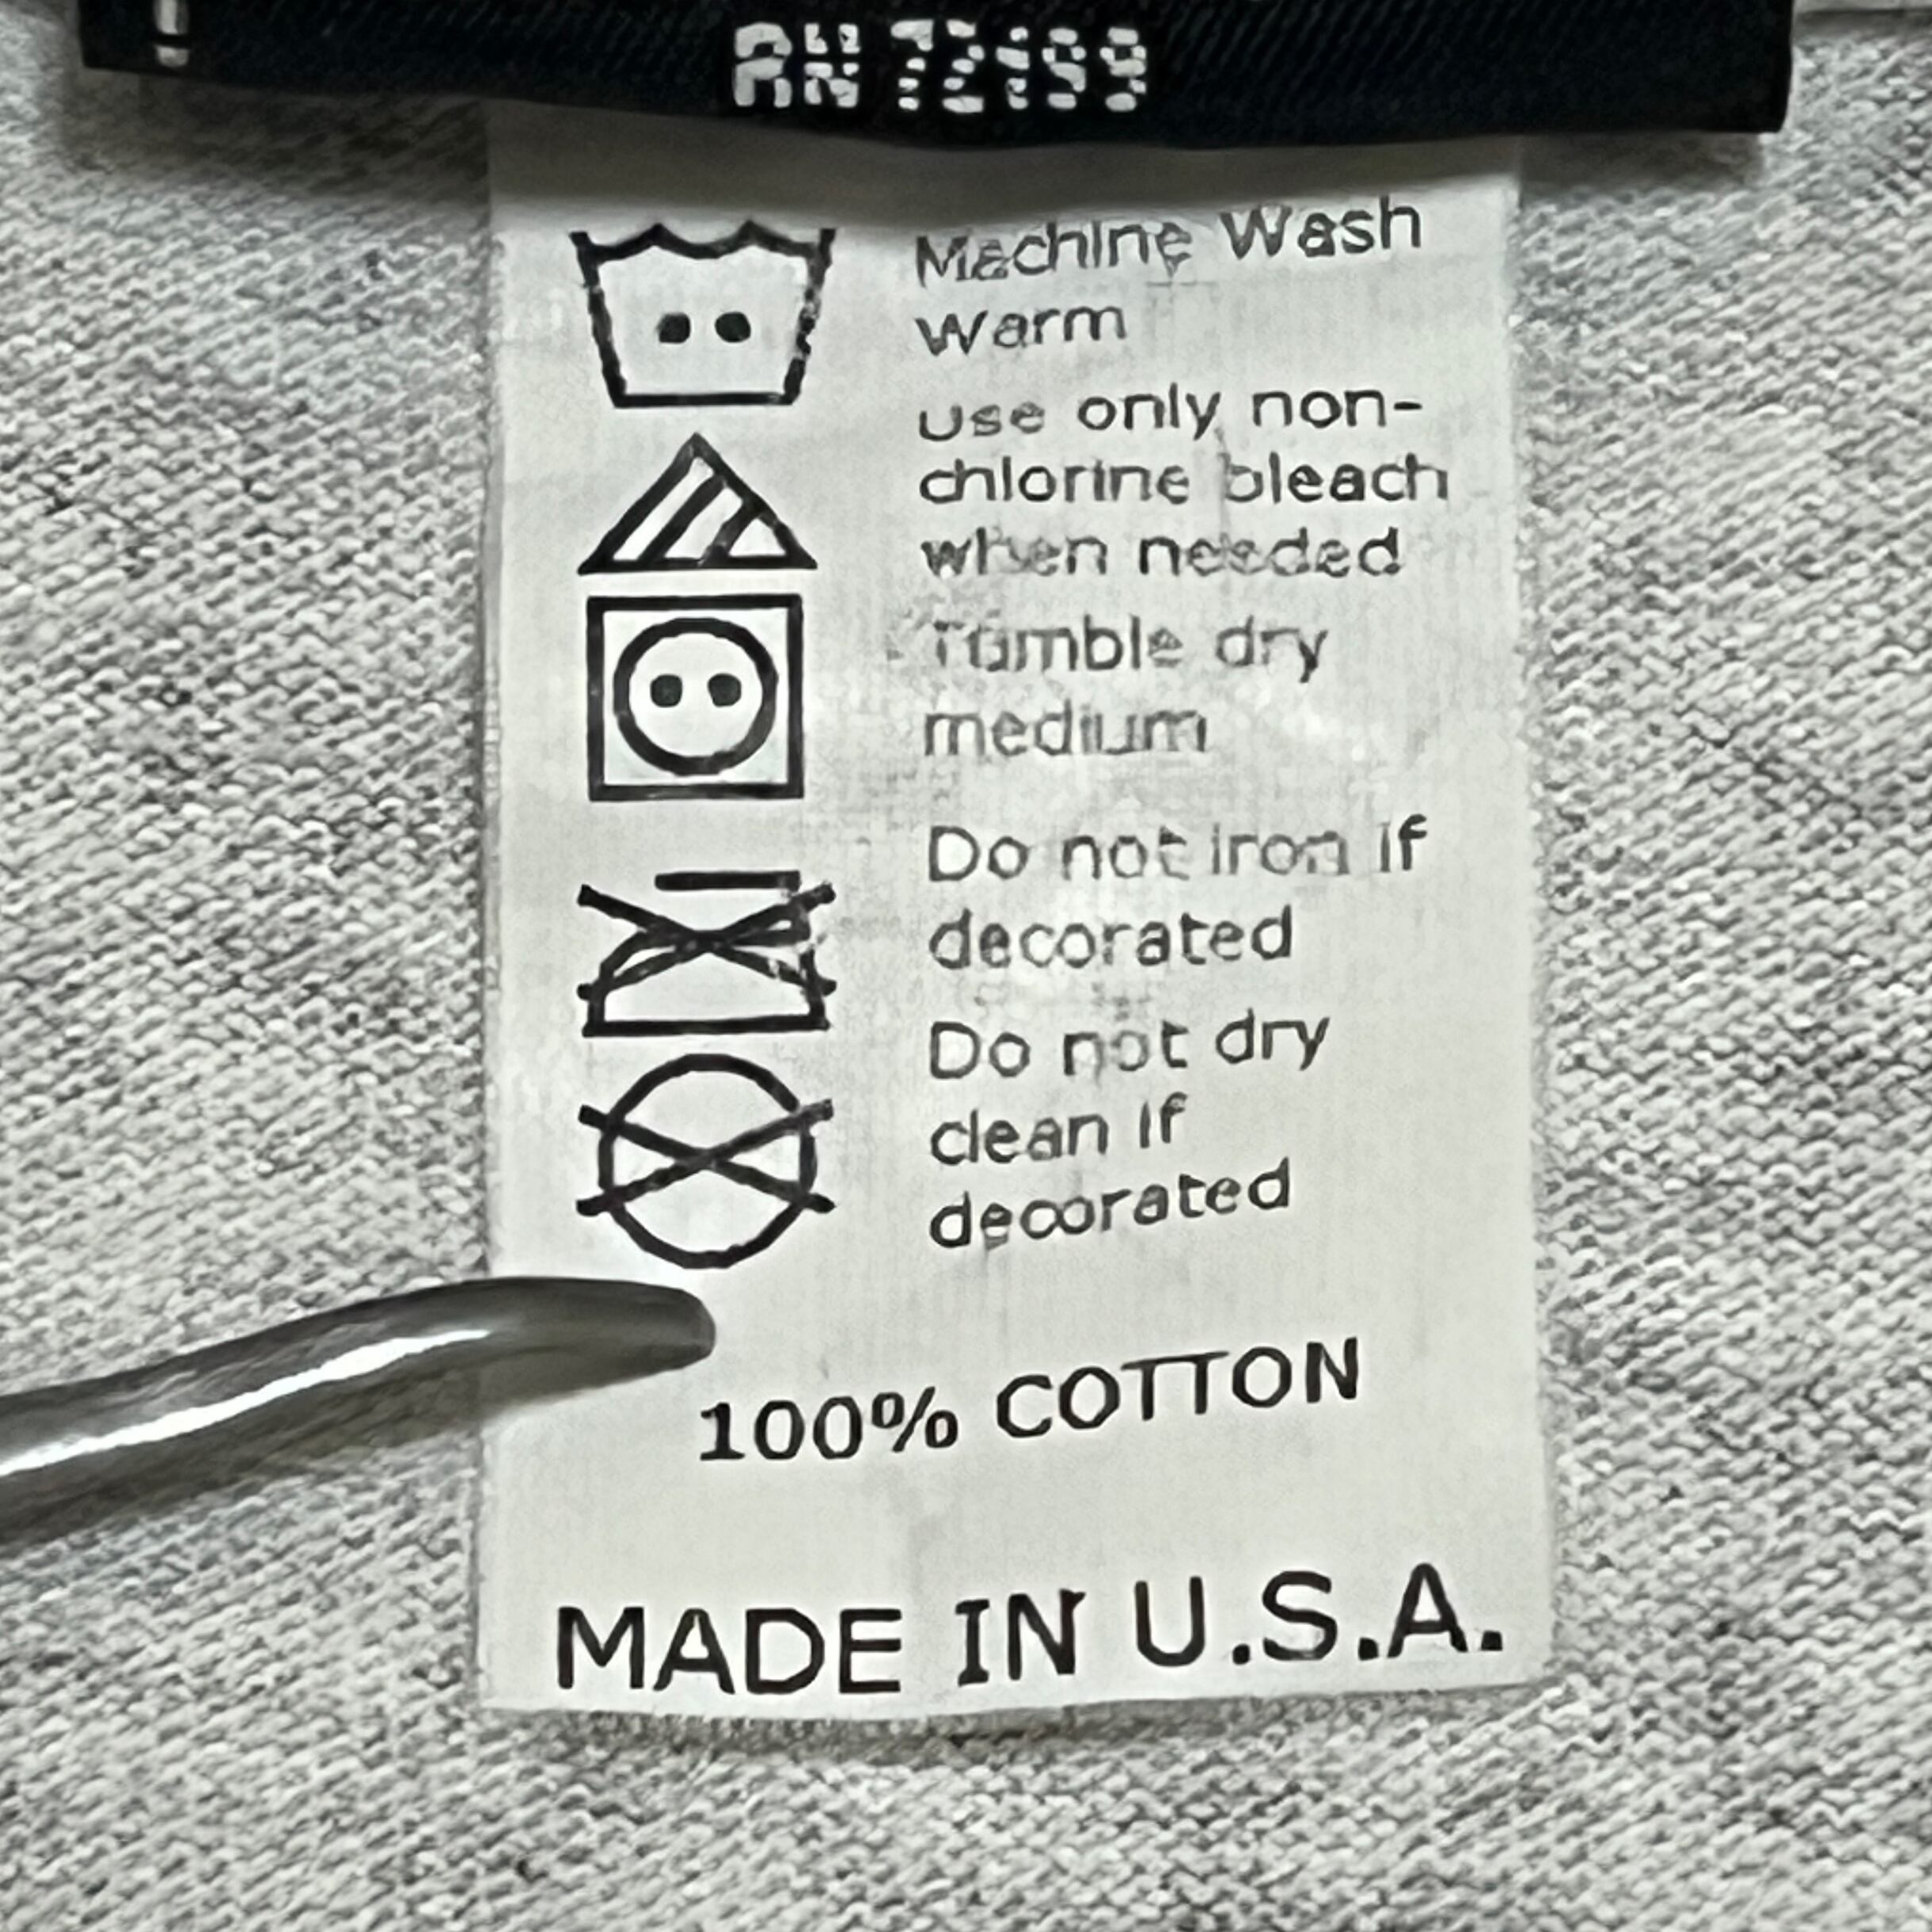 RN 72199
Machine Wash
Warm
use only non-
chlorine bleach
when needed
Tumble dry
medium
Do not iron if
decorated
Do not dry
clean if
decorated
100% COTTON
MADE IN U.S.A.